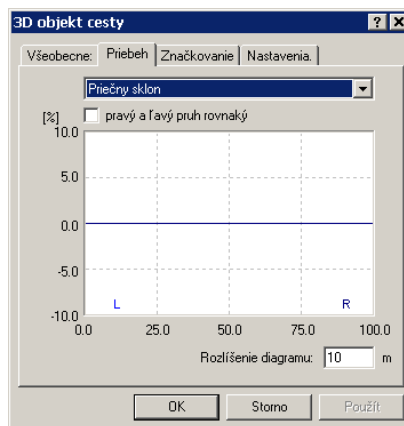 3D objekt cesty
Všeobecne: Priebeh Značkovanie Nastavenia.
Priečny sklon
[%] pravý a ľavý pruh rovnaký
10.0
5.0
0.0
-5.0
L R
-10.0
0.0 25.0 50.0 75.0 100.0
Rozlíšenie diagramu: 10 m
OK Storno Použít